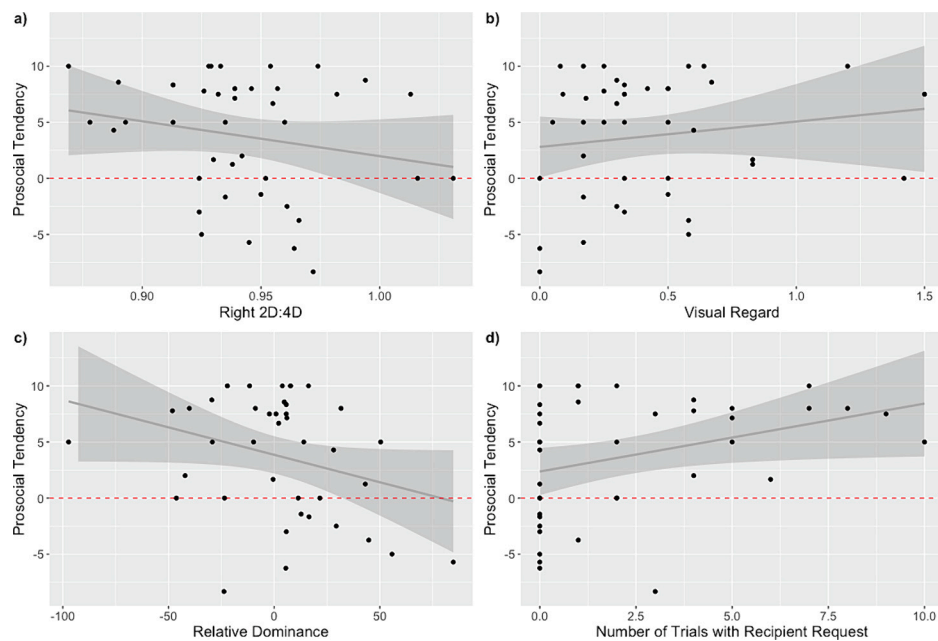 a)
10
5
0
-5
Prosocial Tendency
0.90
0.95
1.00
Right 2D:4D
b)
10
5
0
-5
Prosocial Tendency
0.0
0.5
1.0
1.5
Visual Regard
c)
10
5
0
-5
Prosocial Tendency
-100
-50
0
50
Relative Dominance
d)
10
5
0
-5
Prosocial Tendency
0.0
2.5
5.0
7.5
10.0
Number of Trials with Recipient Request